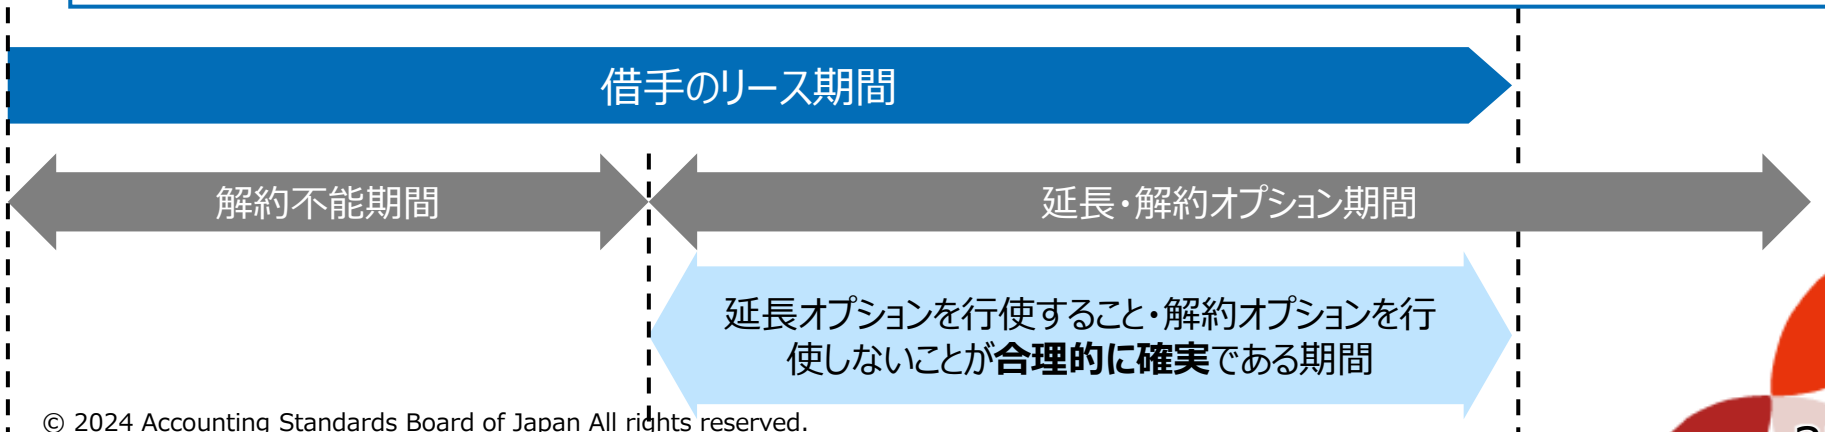 借手のリース期間
解約不能期間
延長・解約オプション期間
延長オプションを行使すること・解約オプションを行
使しないことが合理的に確実である期間
© 2024 Accounting Standards Board of Japan All rights reserved.